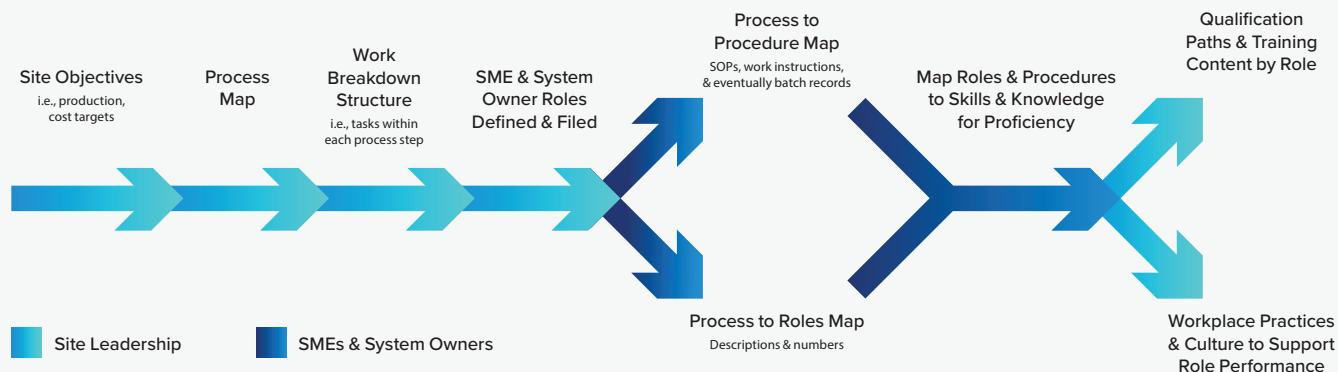 Site Objectives
i.e., production,
cost targets
Process
Map
Work
Breakdown
Structure
i.e., tasks within
each process step
SME & System
Owner Roles
Defined & Filed
Process to
Procedure Map
SOPs, work instructions,
& eventually batch records
Process to Roles Map
Descriptions & numbers
Map Roles & Procedures
to Skills & Knowledge
for Proficiency
Qualification
Paths & Training
Content by Role
Workplace Practices
& Culture to Support
Role Performance
Site Leadership
SMEs & System Owners